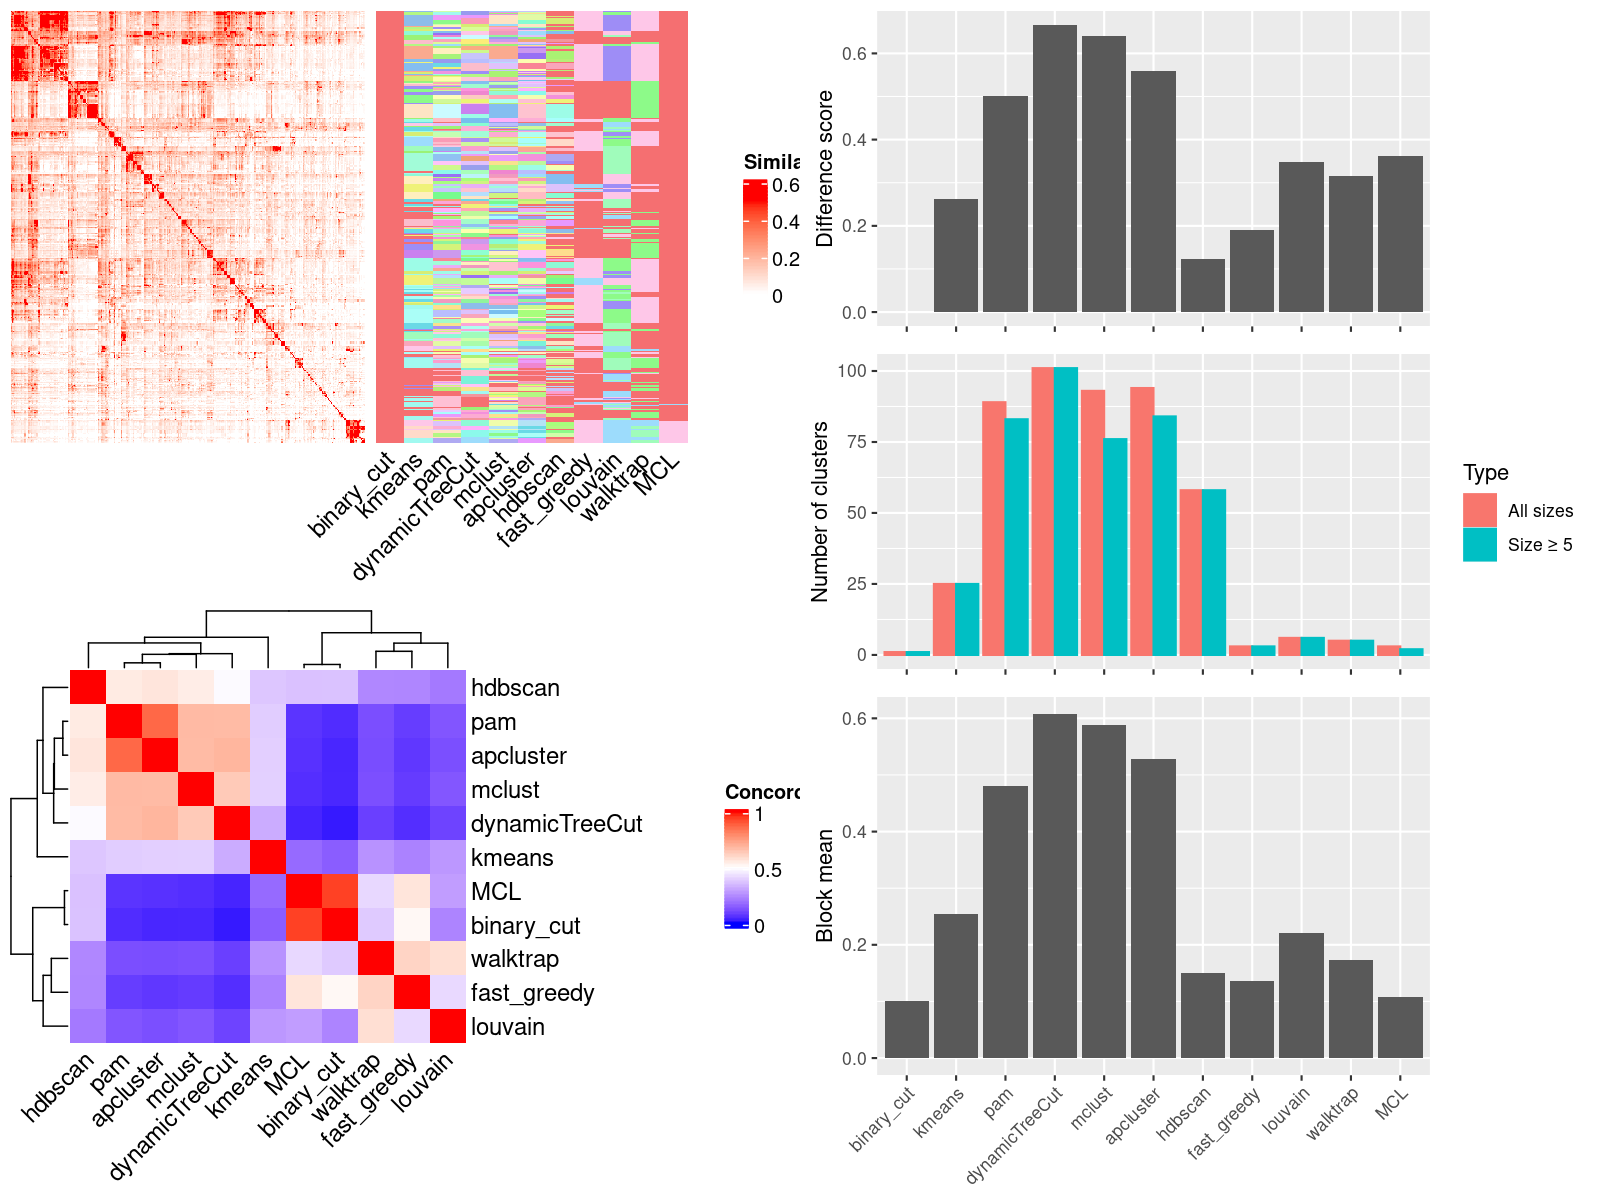 Simila
0.6
0.4
0.2
0
binary_cut
kmeans
pam
dynamicTreeCut
mclust
apcluster
hdbscan
fast_greedy
louvain
walktrap
MCL
hdbscan
pam
apcluster
mclust
dynamicTreeCut
kmeans
MCL
binary_cut
walktrap
fast_greedy
louvain
hdbscan
pam
apcluster
mclust
dynamicTreeCut
kmeans
MCL
binary_cut
walktrap
fast_greedy
louvain
Concord
1
0.5
0
Difference score
0.6
0.4
0.2
0.0
Number of clusters
100
75
50
25
0
Type
All sizes
Size ≥ 5
Block mean
0.6
0.4
0.2
0.0
binary_cut
kmeans
pam
dynamicTreeCut
mclust
apcluster
hdbscan
fast_greedy
louvain
walktrap
MCL